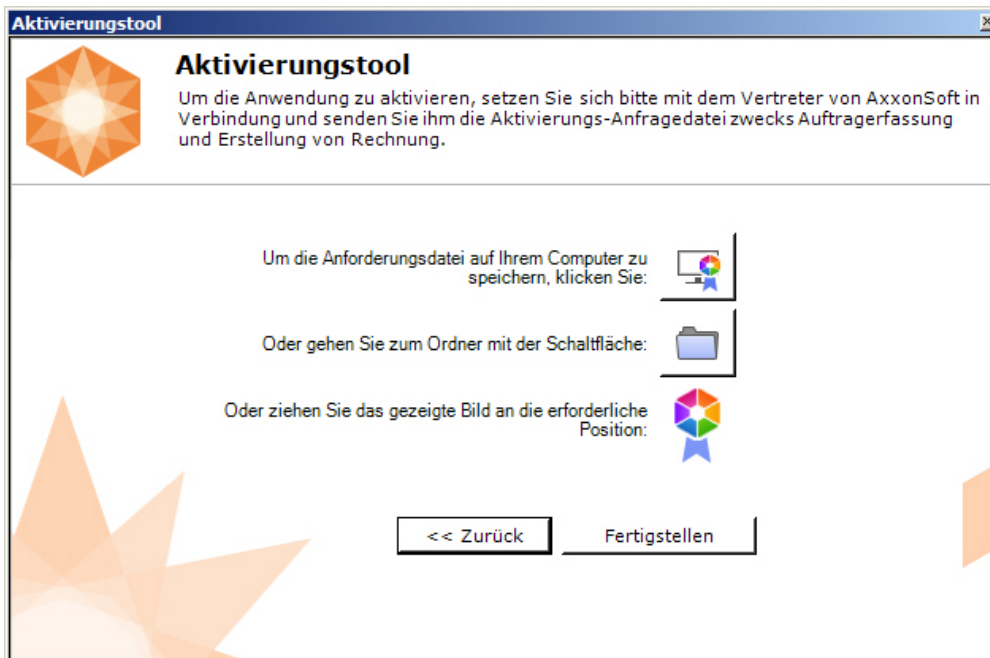 Aktivierungstool
Aktivierungstool
Um die Anwendung zu aktivieren, setzen Sie sich bitte mit dem Vertreter von AxxonSoft in
Verbindung und senden Sie ihm die Aktivierungs-Anfragedatei zwecks Auftragerfassung
und Erstellung von Rechnung.
Um die Anforderungsdatei auf Ihrem Computer zu
speichern, klicken Sie:
Oder gehen Sie zum Ordner mit der Schaltfläche:
Oder ziehen Sie das gezeigte Bild an die erforderliche
Position:
<< Zurück
Fertigstellen